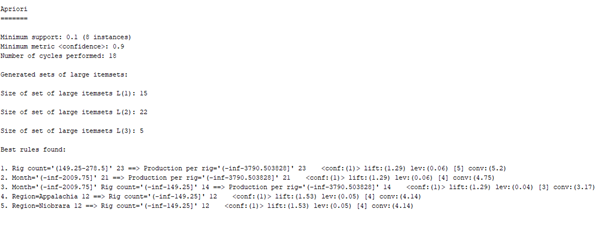 Apriori
=======
Minimum support: 0.1 (8 instances)
Minimum metric <confidence>: 0.9
Number of cycles performed: 18
Generated sets of large itemsets:
Size of set of large itemsets L(1): 15
Size of set of large itemsets L(2): 22
Size of set of large itemsets L(3): 5
Best rules found:
1. Rig count='(149.25-278.5]' 23 ==> Production per rig='(-inf-3790.503828]' 23 <conf:(1)> lift:(1.29) lev:(0.06) [5] conv:(5.2)
2. Month='(-inf-2009.75]' 21 ==> Production per rig='(-inf-3790.503828]' 21 <conf:(1)> lift:(1.29) lev:(0.06) [4] conv:(4.75)
3. Month='(-inf-2009.75]' Rig count='(-inf-149.25]' 14 ==> Production per rig='(-inf-3790.503828]' 14 <conf:(1)> lift:(1.29) lev:(0.04) [3] conv:(3.17)
4. Region=Appalachia 12 ==> Rig count='(-inf-149.25]' 12 <conf:(1)> lift:(1.53) lev:(0.05) [4] conv:(4.14)
5. Region=Niobrara 12 ==> Rig count='(-inf-149.25]' 12 <conf:(1)> lift:(1.53) lev:(0.05) [4] conv:(4.14)